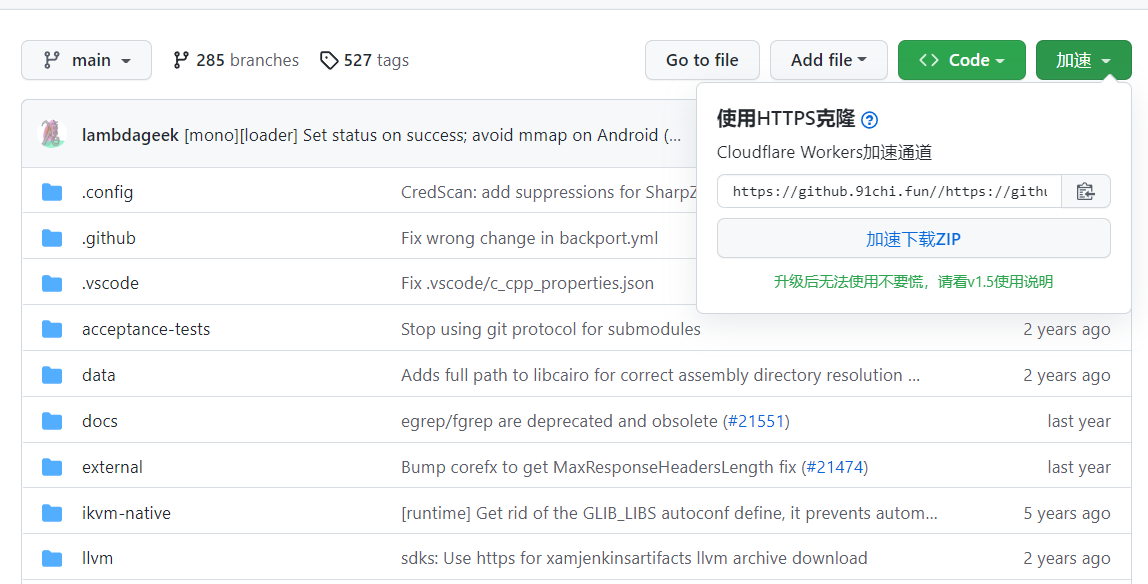 main 285 branches 527 tags Go to file Add file <> Code 加速
lambdageek [mono][loader] Set status on success; avoid mmap on Android (...
使用HTTPS克隆 ?
Cloudflare Workers加速通道
https://github.91chi.fun//https://githu
加速下载ZIP
升级后无法使用不要慌，请看v1.5使用说明
.config CredScan: add suppressions for SharpZ
.github Fix wrong change in backport.yml
.vscode Fix .vscode/c_cpp_properties.json
acceptance-tests Stop using git protocol for submodules 2 years ago
data Adds full path to libcairo for correct assembly directory resolution ... 2 years ago
docs egrep/fgrep are deprecated and obsolete (#21551) last year
external Bump corefx to get MaxResponseHeadersLength fix (#21474) last year
ikvm-native [runtime] Get rid of the GLIB_LIBS autoconf define, it prevents autom... 5 years ago
llvm sdks: Use https for xamjenkinsartifacts llvm archive download 2 years ago